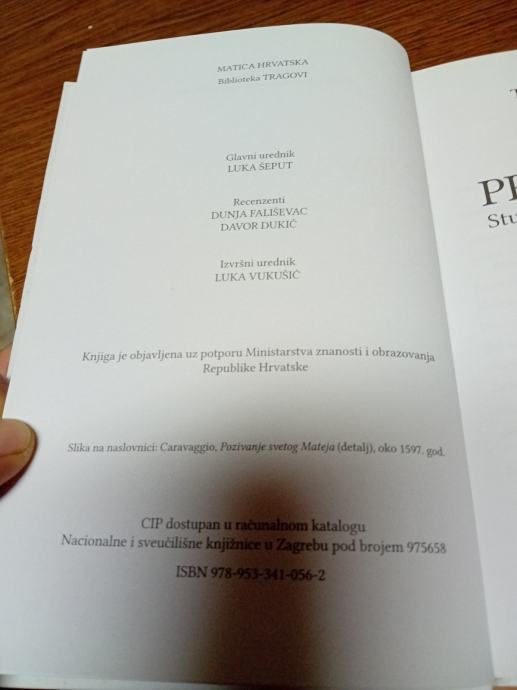 MATICA HRVATSKA
Biblioteka TRAGOVI
Glavni urednik
LUKA ŠEPUT
Recenzenti
DUNJA FALIŠEVAC
DAVOR DUKIĆ
Izvršni urednik
LUKA VUKUŠIĆ
Knjiga je objavljena uz potporu Ministarstva znanosti i obrazovanja
Republike Hrvatske
Slika na naslovnici: Caravaggio, Pozivanje svetog Mateja (detalj), oko 1597. god.
CIP dostupan u računalnom katalogu
Nacionalne i sveučilišne knjižnice u Zagrebu pod brojem 975658
ISBN 978-953-341-056-2